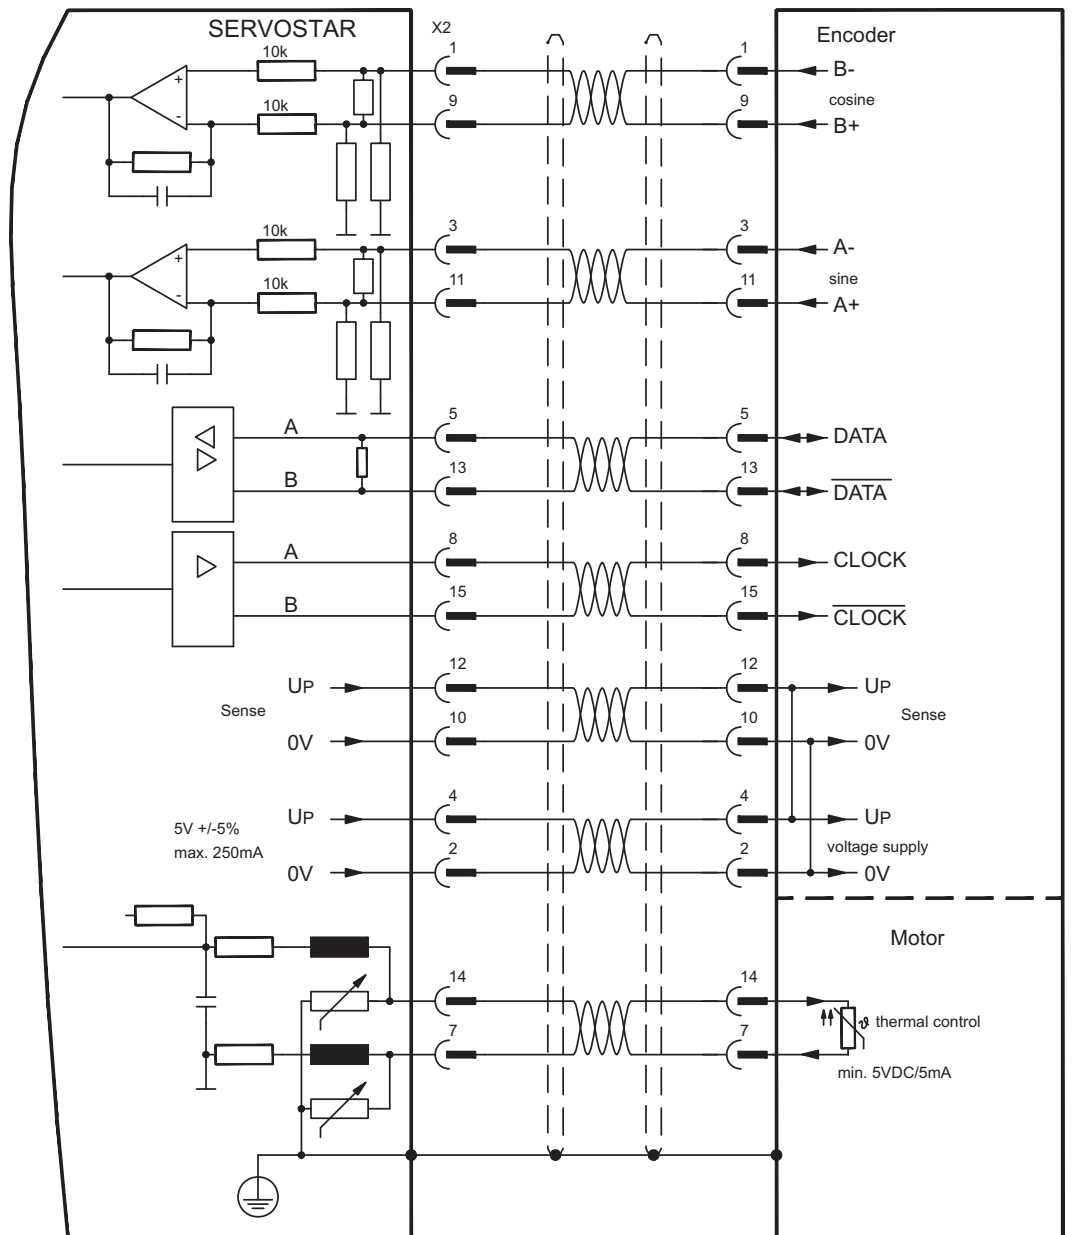 SERVOSTAR X2 Encoder
10k 1 1 B-
+
cosine
-
10k 9 9 B+
10k 3 3 A-
+
sine
-
10k 11 11 A+
A 5 5 DATA
B 13 13 DATA
A 8 8 CLOCK
B 15 15 CLOCK
UP 12 12 UP
Sense Sense
0V 10 10 0V
UP 4 4 UP
5V +/-5%
max. 250mA voltage supply
0V 2 2 0V
Motor
14 14
ϑ thermal control
7 7
min. 5VDC/5mA